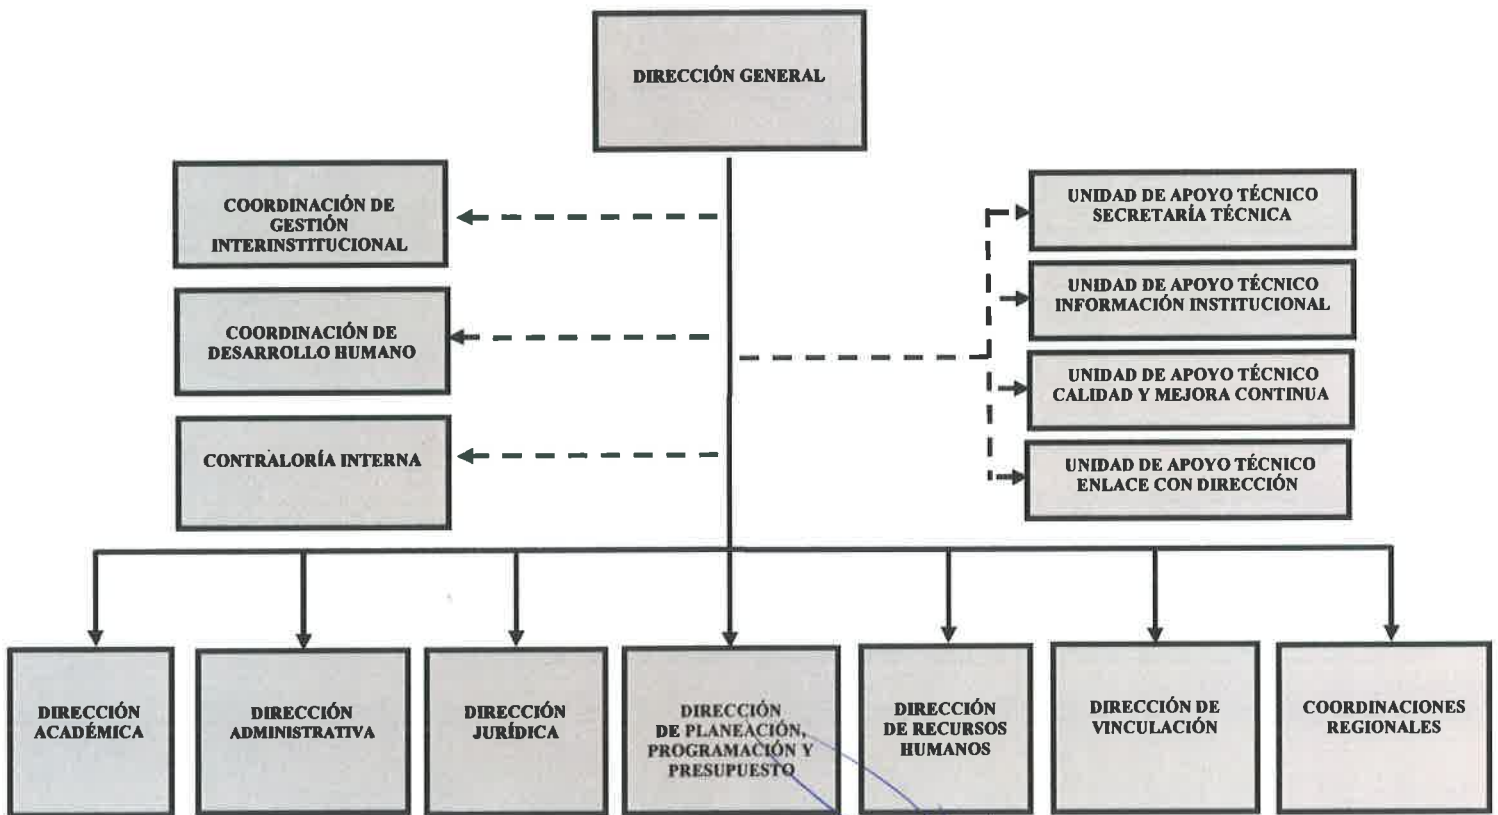 DIRECCIÓN GENERAL
COORDINACIÓN DE
GESTIÓN
INTERINSTITUCIONAL
COORDINACIÓN DE
DESARROLLO HUMANO
CONTRALORÍA INTERNA
UNIDAD DE APOYO TÉCNICO
SECRETARÍA TÉCNICA
UNIDAD DE APOYO TÉCNICO
INFORMACIÓN INSTITUCIONAL
UNIDAD DE APOYO TÉCNICO
CALIDAD Y MEJORA CONTINUA
UNIDAD DE APOYO TÉCNICO
ENLACE CON DIRECCIÓN
DIRECCIÓN
ACADÉMICA
DIRECCIÓN
ADMINISTRATIVA
DIRECCIÓN
JURÍDICA
DIRECCIÓN
DE PLANEACIÓN,
PROGRAMACIÓN Y
PRESUPUESTO
DIRECCIÓN
DE RECURSOS
HUMANOS
DIRECCIÓN DE
VINCULACIÓN
COORDINACIONES
REGIONALES